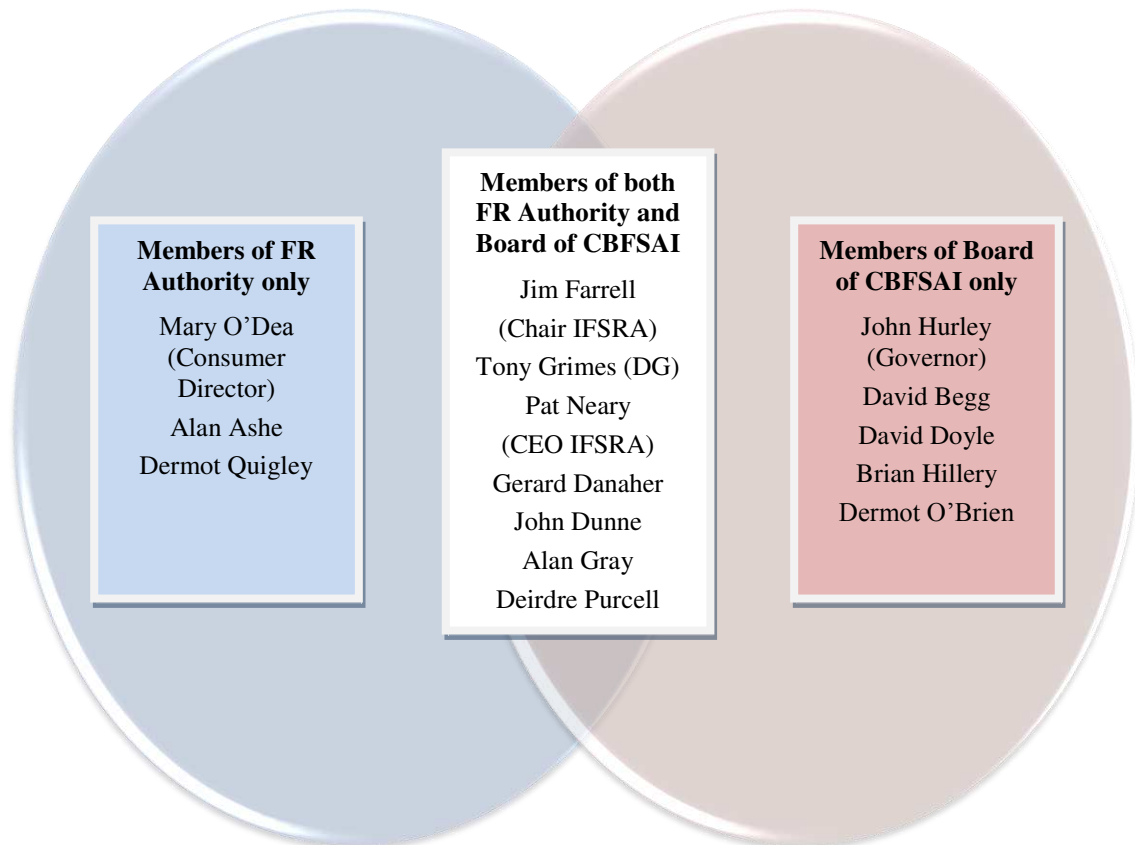 Members of FR
Authority only
Mary O’Dea
(Consumer
Director)
Alan Ashe
Dermot Quigley
Members of both
FR Authority and
Board of CBFSAI
Jim Farrell
(Chair IFSRA)
Tony Grimes (DG)
Pat Neary
(CEO IFSRA)
Gerard Danaher
John Dunne
Alan Gray
Deirdre Purcell
Members of Board
of CBFSAI only
John Hurley
(Governor)
David Begg
David Doyle
Brian Hillery
Dermot O’Brien